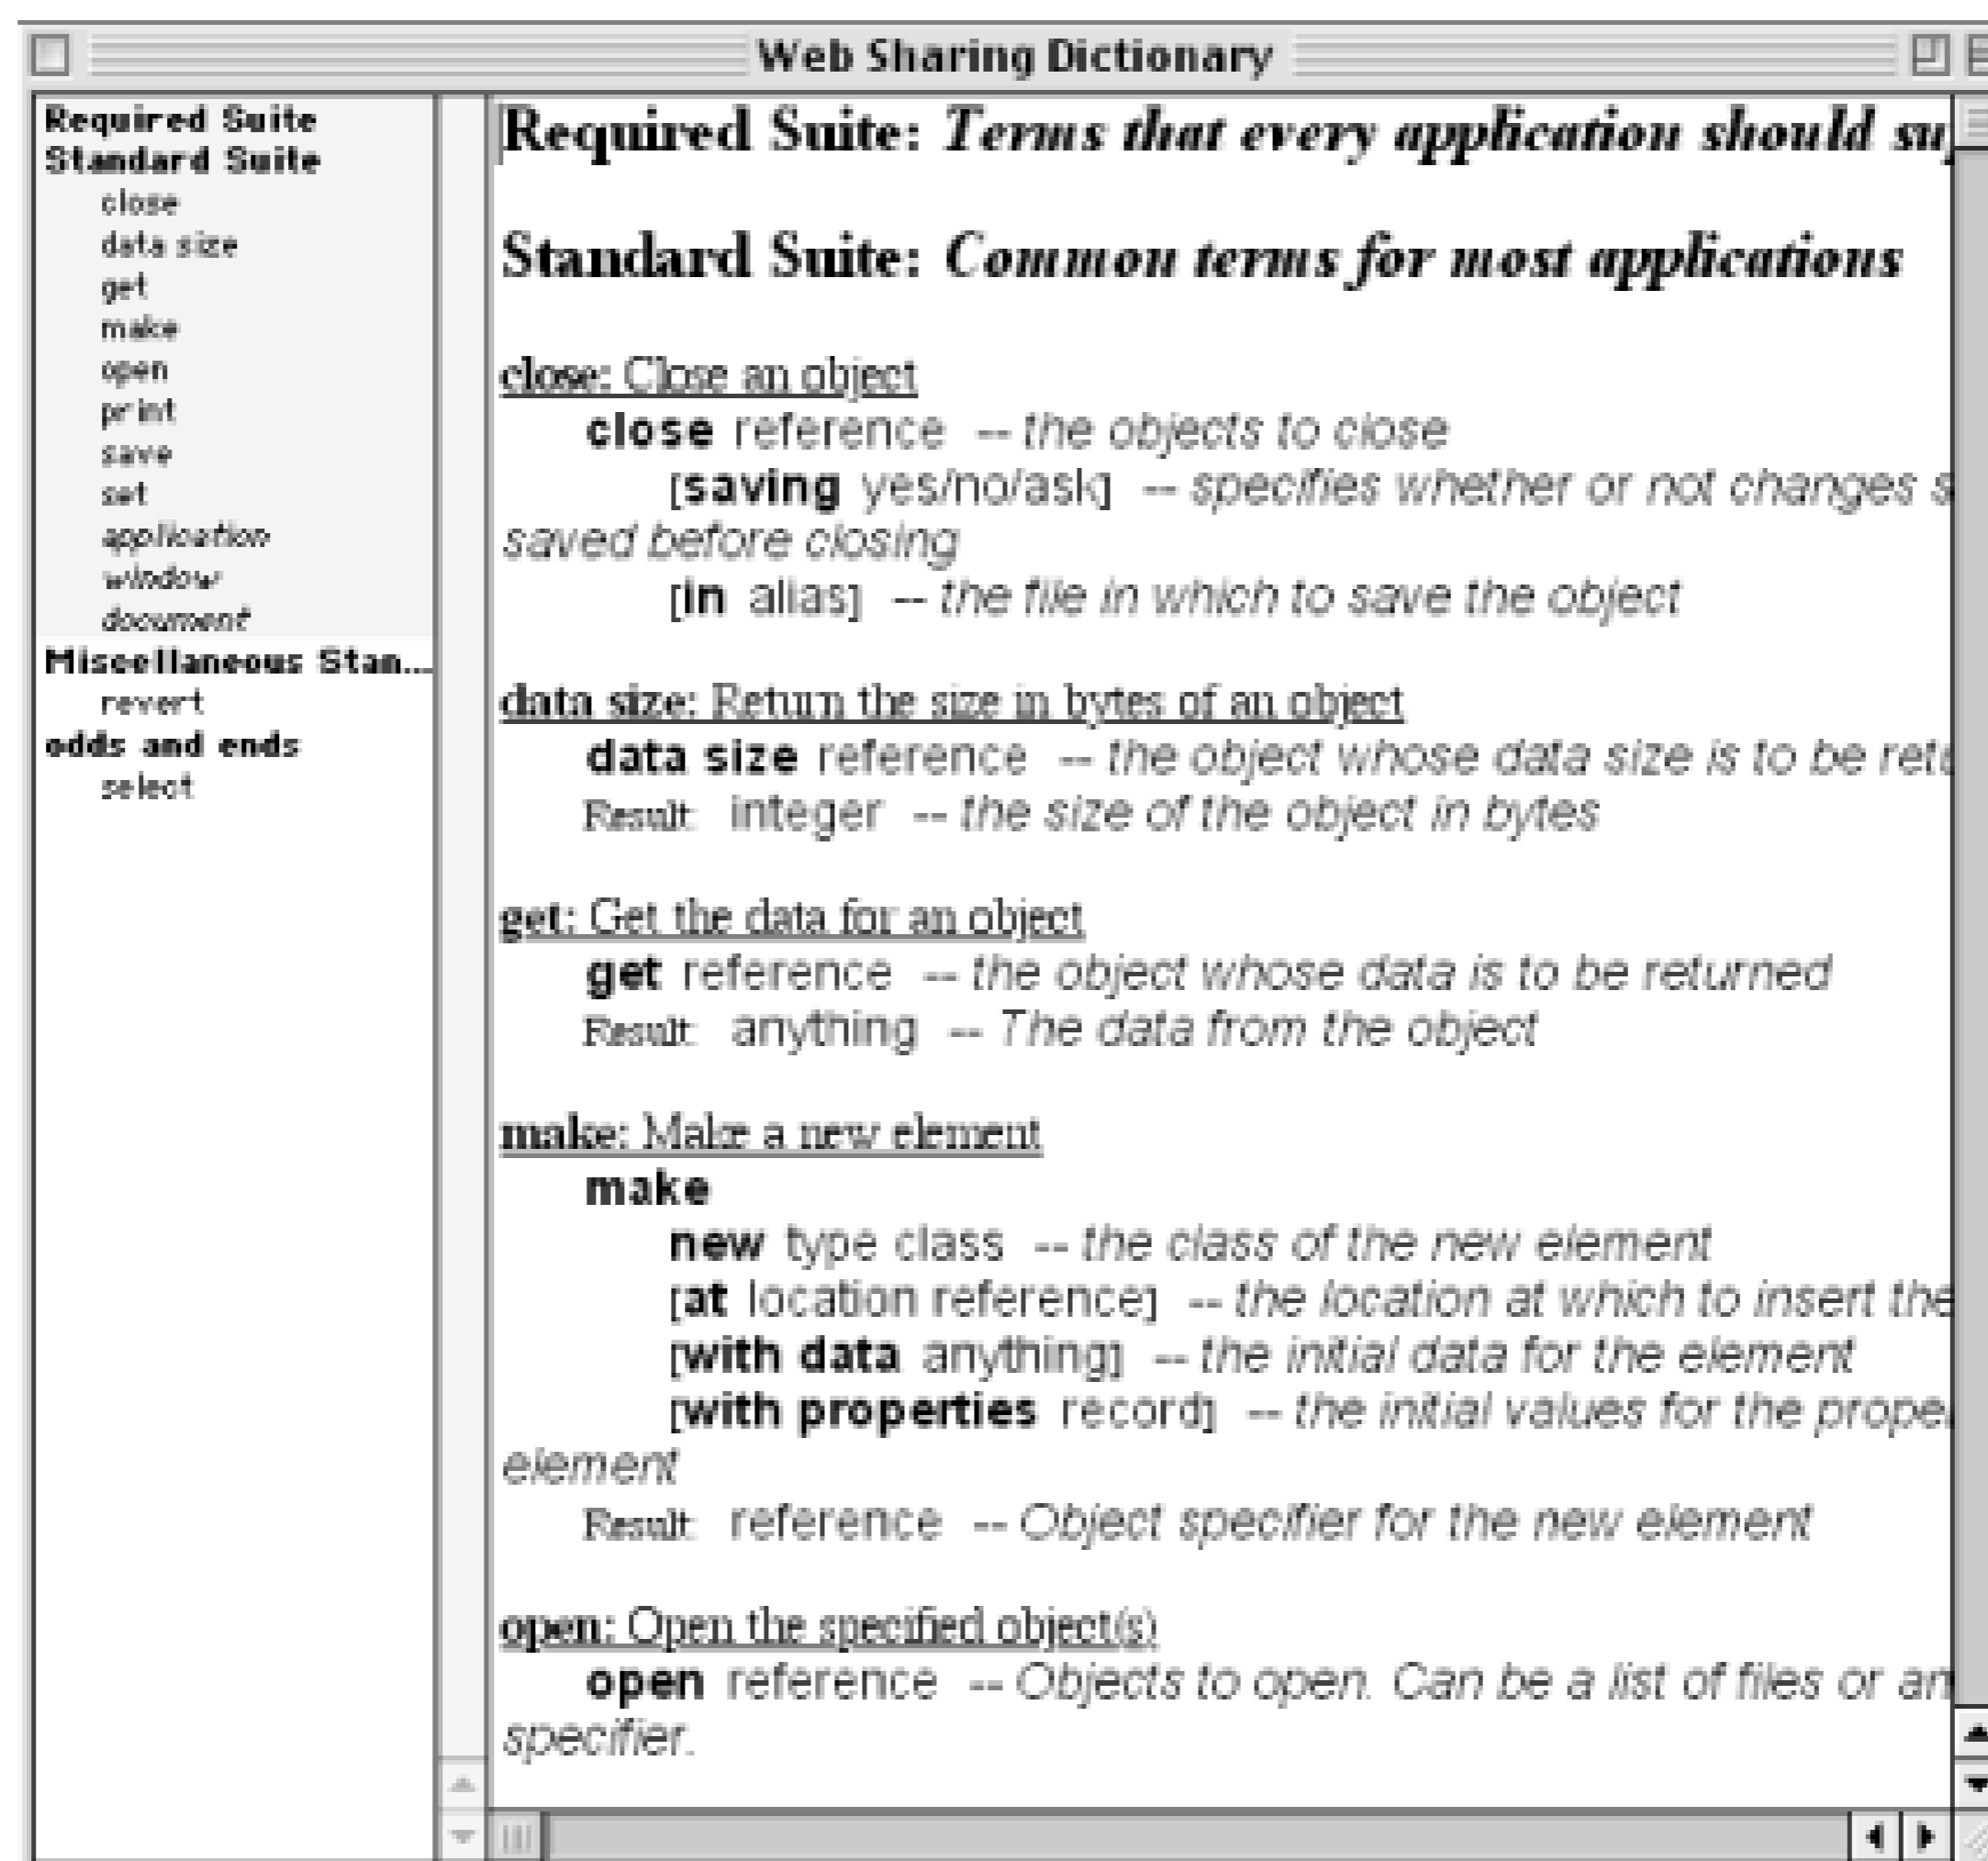 Web Sharing Dictionary
Required Suite
Standard Suite
close
data size
get
make
open
print
save
set
application
window
document
Miscellaneous Stan...
revert
odds and ends
select
Required Suite: Terms that every application should
Standard Suite: Common terms for most applications
close: Close an object
close reference -- the objects to close
[saving yes/no/ask] -- specifies whether or not changes
saved before closing
[in alias] -- the file in which to save the object
data size: Return the size in bytes of an object
data size reference -- the object whose data size is to be
Result: integer -- the size of the object in bytes
get: Get the data for an object
get reference -- the object whose data is to be returned
Result: anything -- The data from the object
make: Make a new element
make
new type class -- the class of the new element
[at location reference] -- the location at which to insert the
[with data anything] -- the initial data for the element
[with properties record] -- the initial values for the
element
Result: reference -- Object specifier for the new element
open: Open the specified object(s)
open reference -- Objects to open. Can be a list of files or an
specifier.